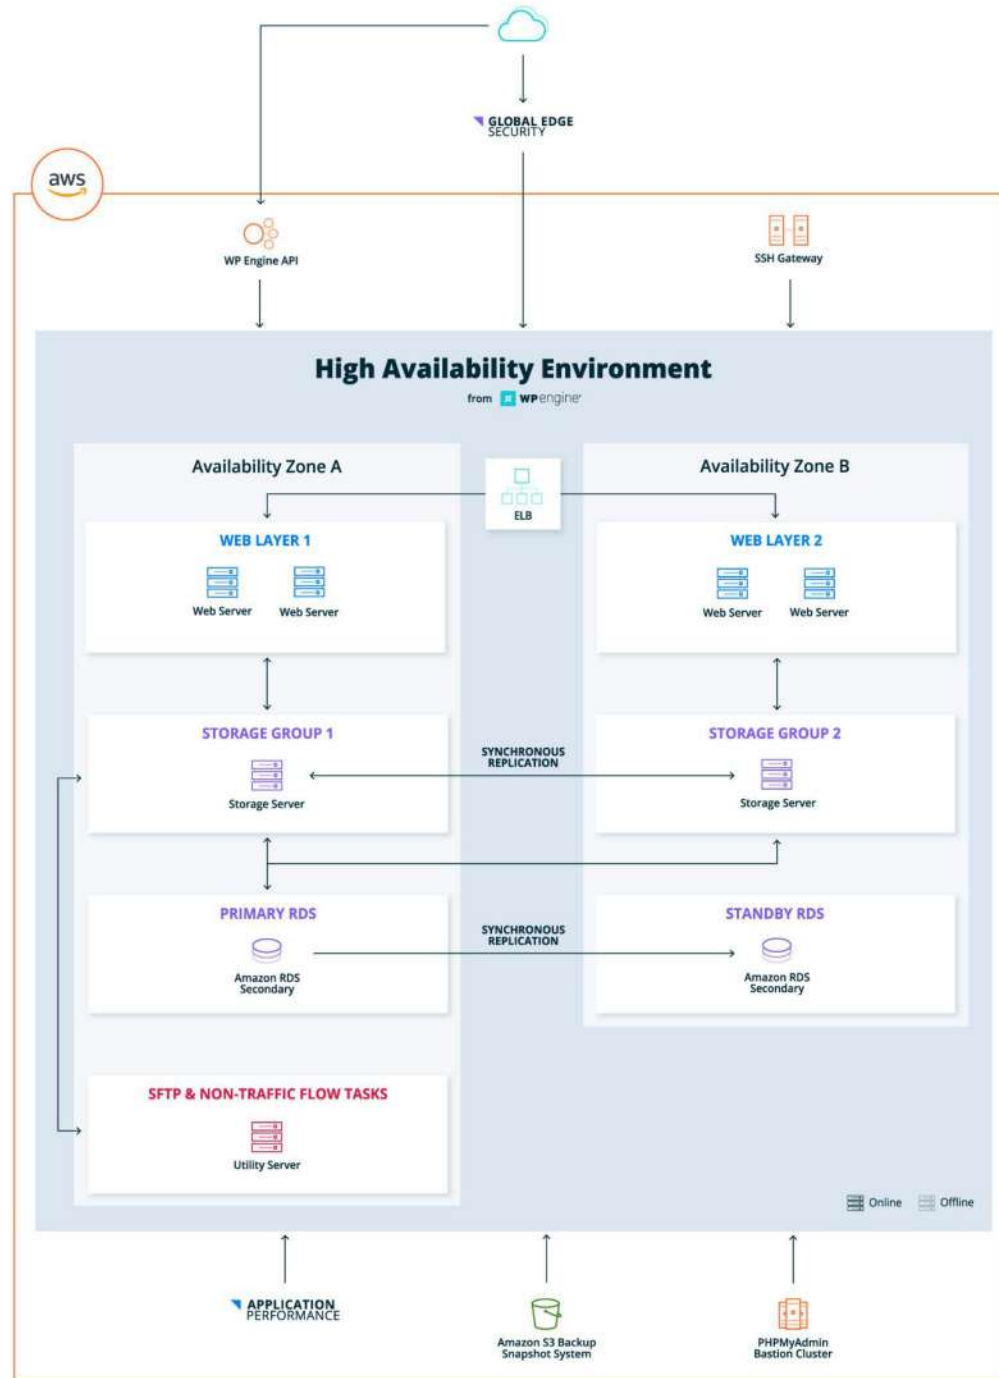 GLOBAL EDGE
SECURITY
aws
WP Engine API
SSH Gateway
High Availability Environment
from WPengine®
Availability Zone A
Availability Zone B
ELB
WEB LAYER 1
WEB LAYER 2
Web Server
Web Server
Web Server
Web Server
STORAGE GROUP 1
STORAGE GROUP 2
SYNCHRONOUS
REPLICATION
Storage Server
Storage Server
PRIMARY RDS
STANDBY RDS
SYNCHRONOUS
REPLICATION
Amazon RDS
Secondary
Amazon RDS
Secondary
SFTP & NON-TRAFFIC FLOW TASKS
Utility Server
Online
Offline
APPLICATION
PERFORMANCE
Amazon S3 Backup
Snapshot System
PHPMyAdmin
Bastion Cluster